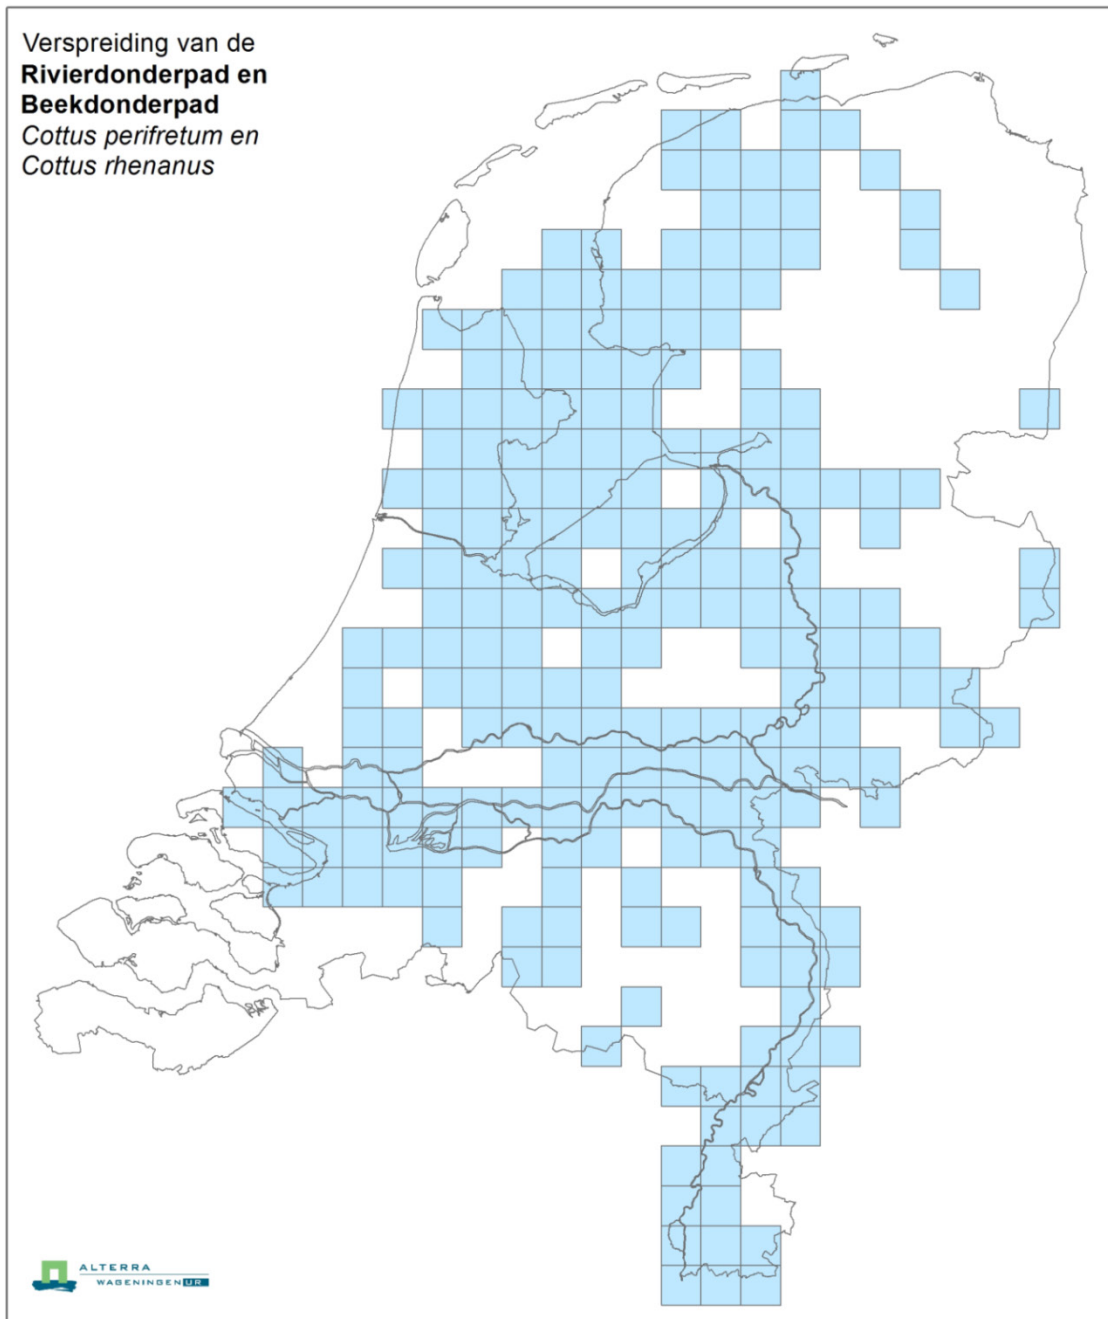 Verspreiding van de
Rivierdonderpad en
Beekdonderpad
Cottus perifretum en
Cottus rhenanus
ALTERRA
WAGENINGEN UR